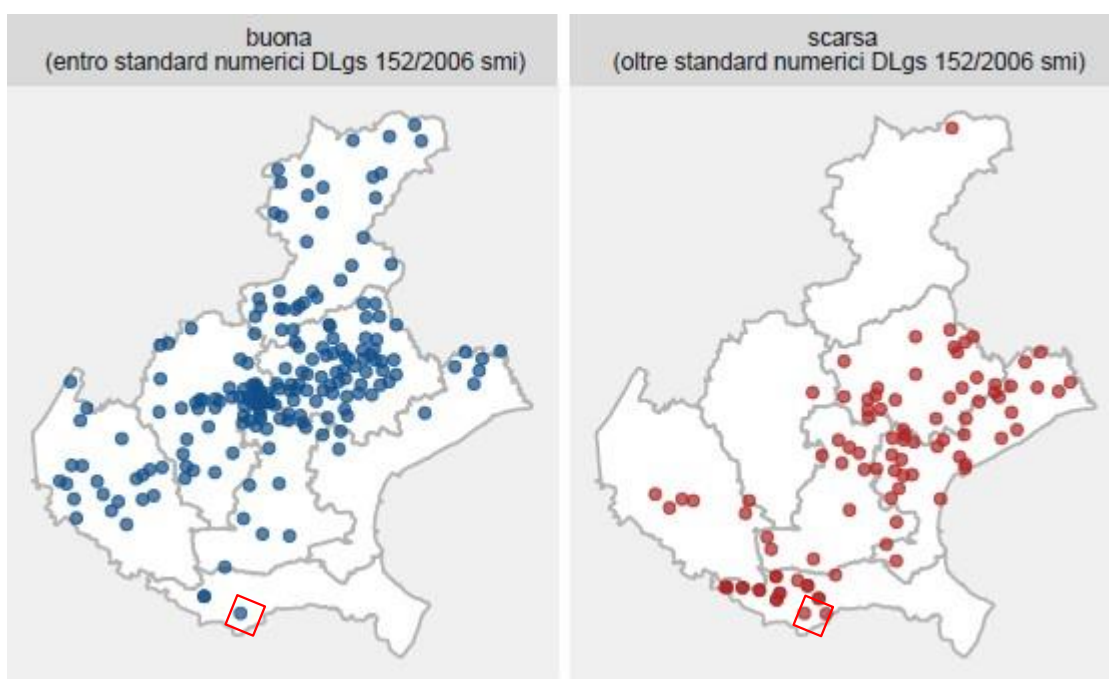 buona
(entro standard numerici DLgs 152/2006 smi)
scarsa
(oltre standard numerici DLgs 152/2006 smi)